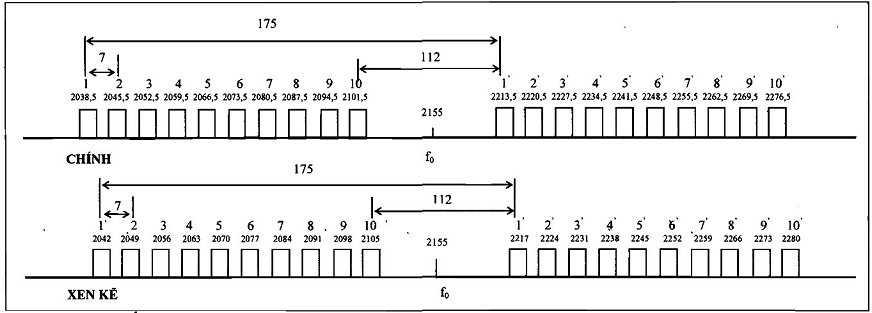 175
7
112
1 2 3 4 5 6 7 8 9 10 1' 2' 3' 4' 5' 6' 7' 8' 9' 10'
2038,5 2045,5 2052,5 2059,5 2066,5 2073,5 2080,5 2087,5 2094,5 2101,5 2213,5 2220,5 2227,5 2234,5 2241,5 2248,5 2255,5 2262,5 2269,5 2276,5
2155
CHÍNH f₀
175
7
112
1' 2 3 4 5 6 7 8 9 10 1' 2' 3' 4' 5' 6' 7' 8' 9' 10'
2042 2049 2056 2063 2070 2077 2084 2091 2098 2105 2217 2224 2231 2238 2245 2252 2259 2266 2273 2280
2155
XEN KẼ f₀